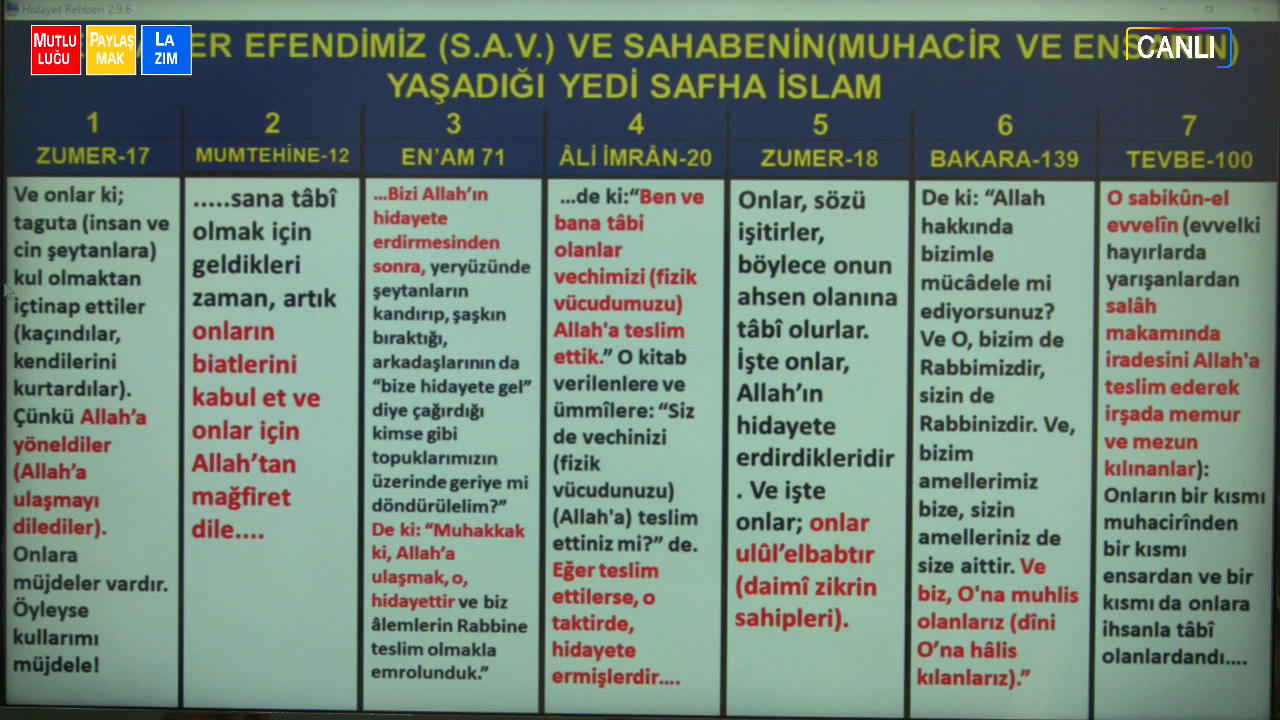 Hidayet Rehberi 2.9.6
MUTLU
LUĞU
PAYLAŞ
MAK
LA
ZIM
CANLI
ER EFENDİMİZ (S.A.V.) VE SAHABENİN(MUHACİR VE
YAŞADIĞI YEDİ SAFHA İSLAM
1
ZUMER-17
Ve onlar ki;
taguta (insan ve
cin şeytanlara)
kul olmaktan
içtinap ettiler
(kaçındılar,
kendilerini
kurtardılar).
Çünkü Allah’a
yöneldiler
(Allah’a
ulaşmayı
dilediler).
Onlara
müjdeler vardır.
Öyleyse
kullarımı
müjdele!
2
MUMTEHİNE-12
.....sana tâbî
olmak için
geldikleri
zaman, artık
onların
biatlerini
kabul et ve
onlar için
Allah’tan
mağfiret
dile....
3
EN’AM 71
...Bizi Allah’ın
hidayete
erdirmesinden
sonra, yeryüzünde
şeytanların
kandırıp, şaşkın
bıraktığı,
arkadaşlarının da
“bize hidayete gel”
diye çağırdığı
kimse gibi
topuklarımızın
üzerinde geriye mi
döndürülelim?”
De ki: “Muhakkak
ki, Allah’a
ulaşmak, o,
hidayettir ve biz
âlemlerin Rabbine
teslim olmakla
emrolunduk.”
4
ÂLİ İMRÂN-20
...de ki:“Ben ve
bana tâbi
olanlar
vechimizi (fizik
vücudumuzu)
Allah'a teslim
ettik.” O kitab
verilenlere ve
ümmîlere: “Siz
de vechinizi
(fizik
vücudunuzu)
(Allah'a) teslim
ettiniz mi?” de.
Eğer teslim
ettilerse, o
taktirde,
hidayete
ermişlerdir....
5
ZUMER-18
Onlar, sözü
işitirler,
böylece onun
ahsen olanına
tâbî olurlar.
İşte onlar,
Allah’ın
hidayete
erdirdikleridir
. Ve işte
onlar; onlar
ulûl’elbabtır
(daimî zikrin
sahipleri).
6
BAKARA-139
De ki: “Allah
hakkında
bizimle
mücâdele mi
ediyorsunuz?
Ve O, bizim de
Rabbimizdir,
sizin de
Rabbinizdir. Ve,
bizim
amellerimiz
bize, sizin
amelleriniz de
size aittir. Ve
biz, O'na muhlis
olanlarız (dîni
O’na hâlis
kılanlarız).”
7
TEVBE-100
O sabikûn-el
evvelîn (evvelki
hayırlarda
yarışanlardan
salâh
makamında
iradesini Allah'a
teslim ederek
irşada memur
ve mezun
kılınanlar):
Onların bir kısmı
muhacirînden
bir kısmı
ensardan ve bir
kısmı da onlara
ihsanla tâbî
olanlardandı....